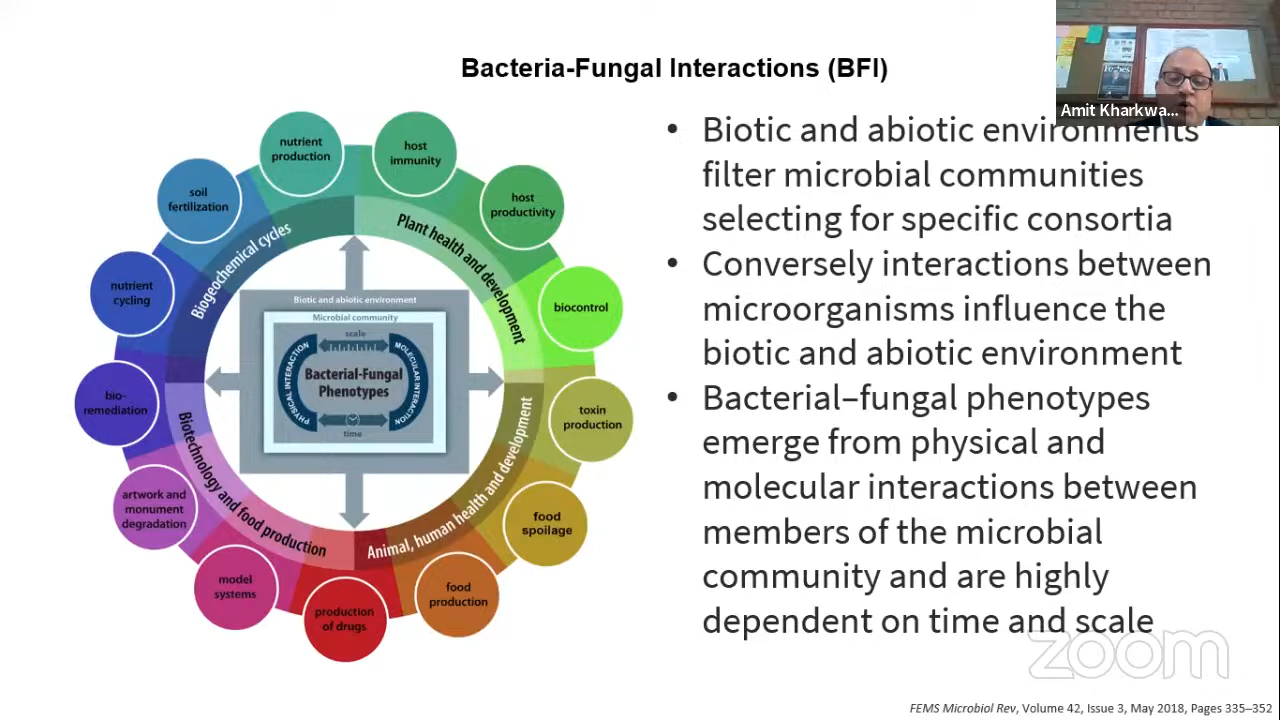 Bacteria-Fungal Interactions (BFI)
Forbes
Amit Kharkwa...
nutrient
production
host
immunity
host
productivity
biocontrol
toxin
production
food
spoilage
food
production
production
of drugs
model
systems
artwork and
monument
degradation
bio-
remediation
nutrient
cycling
soil
fertilization
Biogeochemical cycles
Plant health and development
Animal, human health and development
Biotechnology and food production
Biotic and abiotic environment
Microbial community
scale
PHYSICAL INTERACTION
MOLECULAR INTERACTION
Bacterial-Fungal
Phenotypes
time
• Biotic and abiotic environments
filter microbial communities
selecting for specific consortia
• Conversely interactions between
microorganisms influence the
biotic and abiotic environment
• Bacterial–fungal phenotypes
emerge from physical and
molecular interactions between
members of the microbial
community and are highly
dependent on time and scale
zoom
FEMS Microbiol Rev, Volume 42, Issue 3, May 2018, Pages 335–352